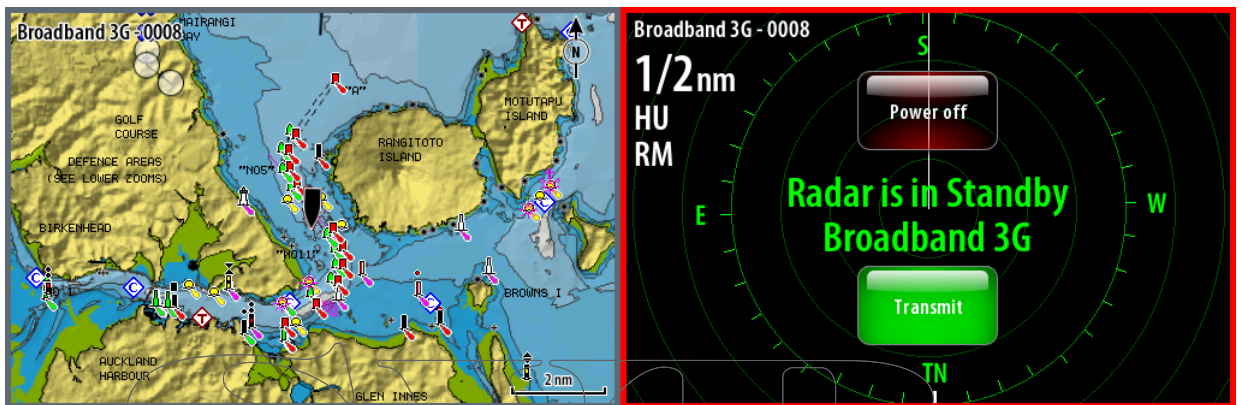 Broadband 3G - 0008
MAIRANGI
BAY
N
"A"
GOLF
COURSE
MOTUTAPU
ISLAND
RANGITOTO
ISLAND
DEFENCE AREAS
(SEE LOWER ZOOMS)
"NO5"
BIRKENHEAD
"NO11"
BROWNS I
AUCKLAND
HARBOUR
GLEN INNES
2 nm
T
C
C
C
C
C
T
Broadband 3G - 0008
1/2 nm
HU
RM
S
Power off
Radar is in Standby
Broadband 3G
E
W
Transmit
TN